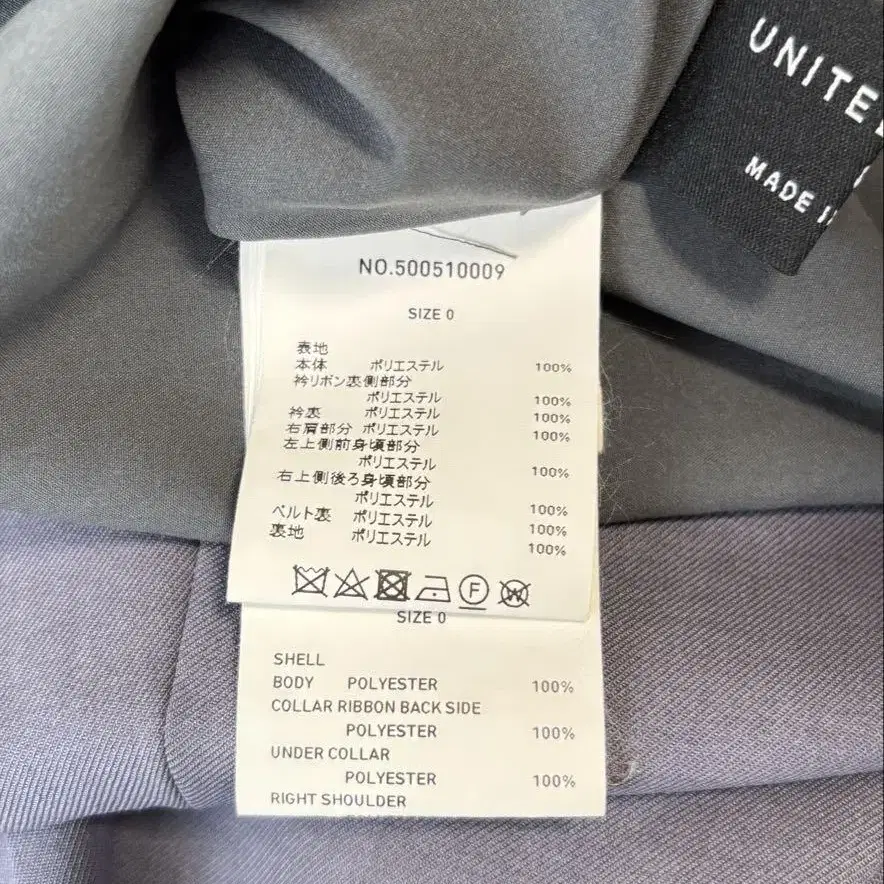 UNITE
MADE I
NO.500510009
SIZE 0
表地
本体 ポリエステル 100%
衿リボン裏側部分
ポリエステル 100%
衿裏 ポリエステル 100%
右肩部分 ポリエステル 100%
左上側前身頃部分
ポリエステル 100%
右上側後ろ身頃部分
ポリエステル 100%
ベルト裏 ポリエステル 100%
裏地 ポリエステル 100%
F W
SIZE 0
SHELL
BODY POLYESTER 100%
COLLAR RIBBON BACK SIDE
POLYESTER 100%
UNDER COLLAR
POLYESTER 100%
RIGHT SHOULDER